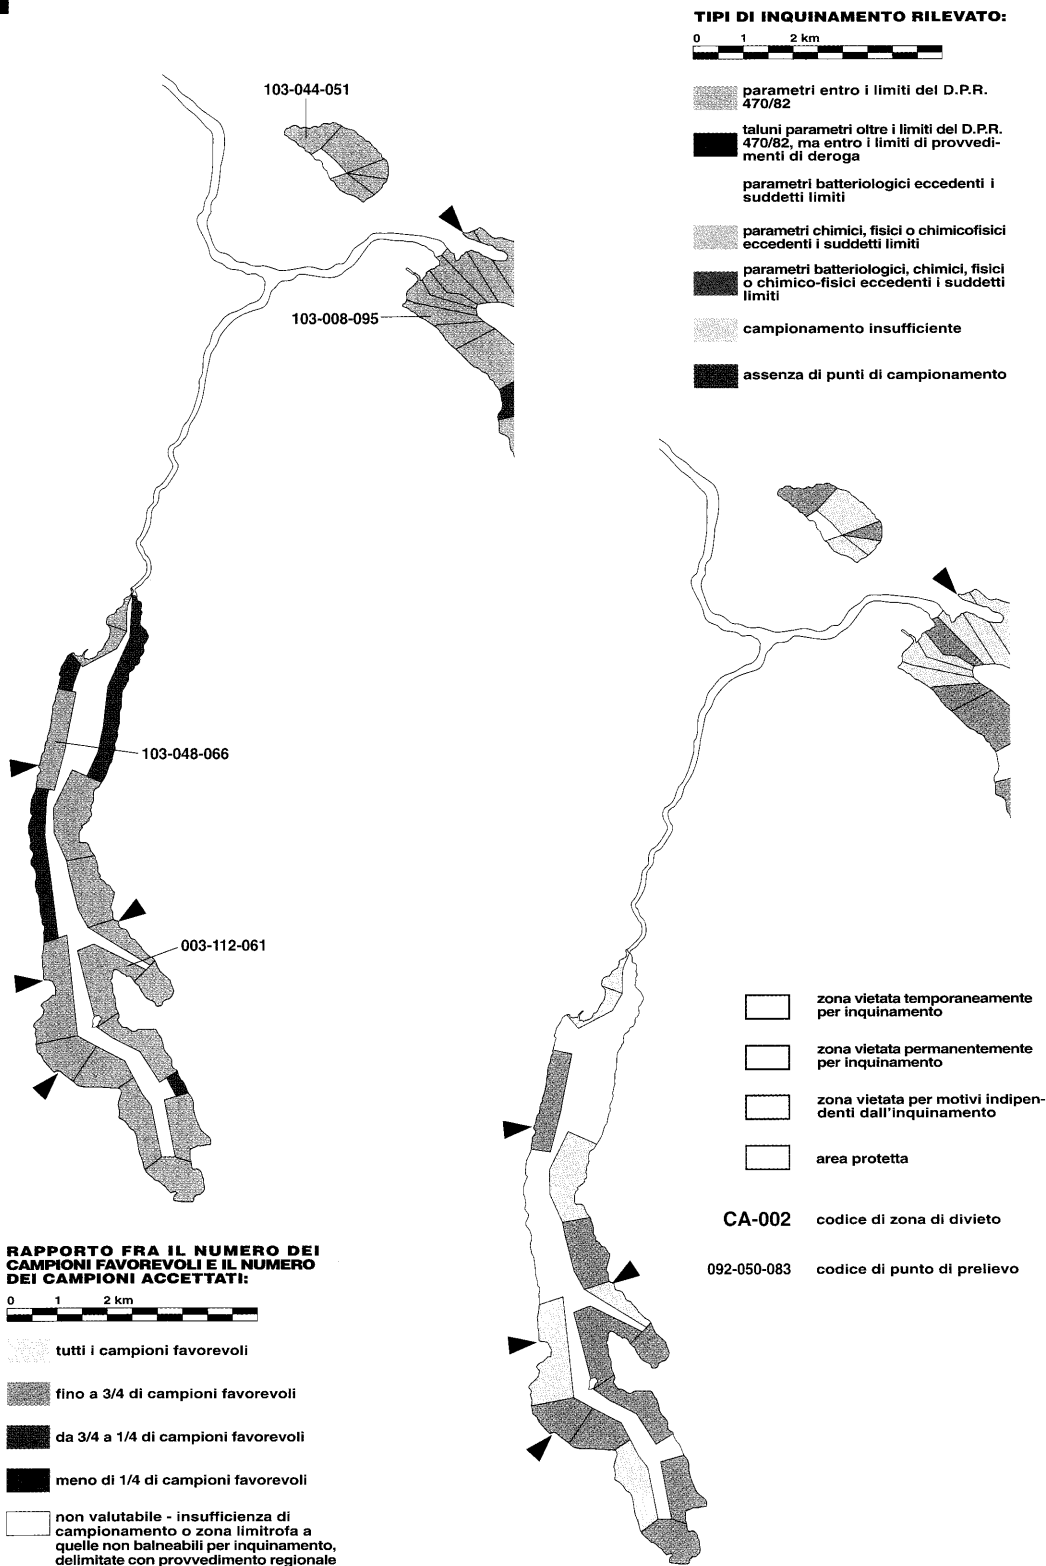 TIPI DI INQUINAMENTO RILEVATO:
0 1 2 km
parametri entro i limiti del D.P.R.
470/82
taluni parametri oltre i limiti del D.P.R.
470/82, ma entro i limiti di provvedi-
menti di deroga
parametri batteriologici eccedenti i
suddetti limiti
parametri chimici, fisici o chimicofisici
eccedenti i suddetti limiti
parametri batteriologici, chimici, fisici
o chimico-fisici eccedenti i suddetti
limiti
campionamento insufficiente
assenza di punti di campionamento
103-044-051
103-008-095
103-048-066
003-112-061
zona vietata temporaneamente
per inquinamento
zona vietata permanentemente
per inquinamento
zona vietata per motivi indipen-
denti dall'inquinamento
area protetta
CA-002 codice di zona di divieto
092-050-083 codice di punto di prelievo
RAPPORTO FRA IL NUMERO DEI
CAMPIONI FAVOREVOLI E IL NUMERO
DEI CAMPIONI ACCETTATI:
0 1 2 km
tutti i campioni favorevoli
fino a 3/4 di campioni favorevoli
da 3/4 a 1/4 di campioni favorevoli
meno di 1/4 di campioni favorevoli
non valutabile - insufficienza di
campionamento o zona limitrofa a
quelle non balneabili per inquinamento,
delimitate con provvedimento regionale